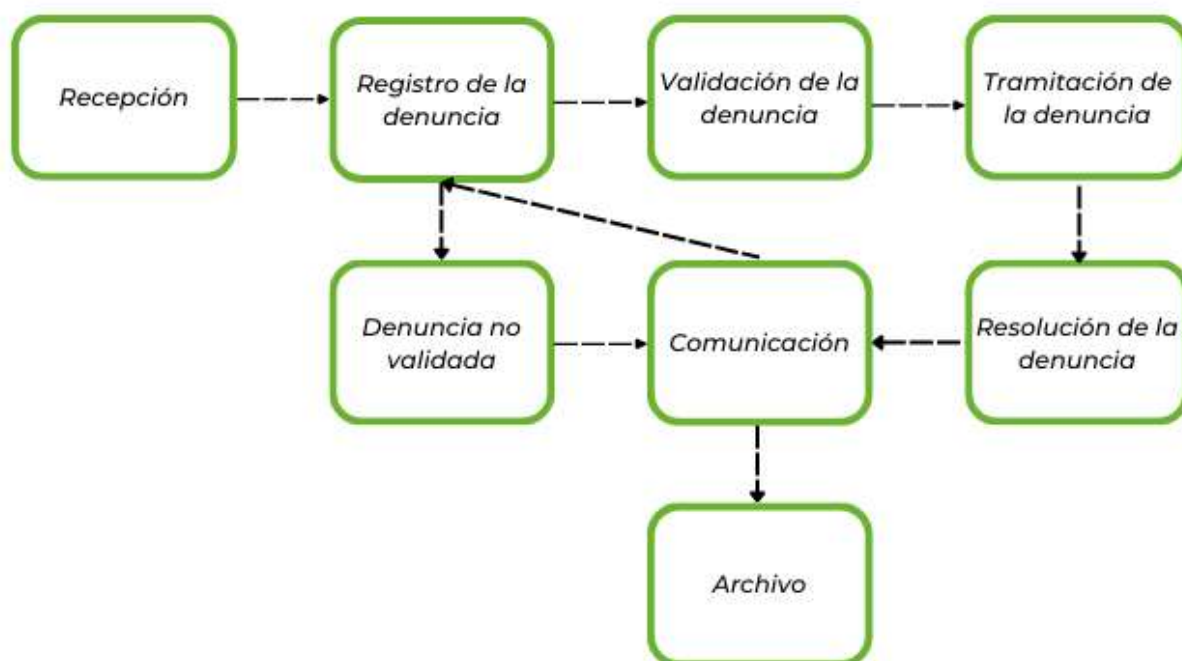 Recepción
Registro de la
denuncia
Validación de la
denuncia
Tramitación de
la denuncia
Denuncia no
validada
Comunicación
Resolución de la
denuncia
Archivo